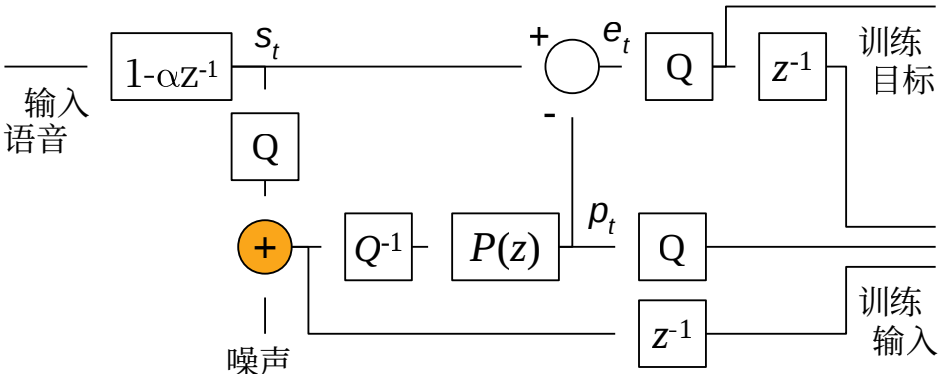 s_t
+
e_t
训练
目标
1-αz⁻¹
Q
z⁻¹
输入
语音
-
Q
p_t
+
Q⁻¹
P(z)
Q
训练
输入
z⁻¹
噪声